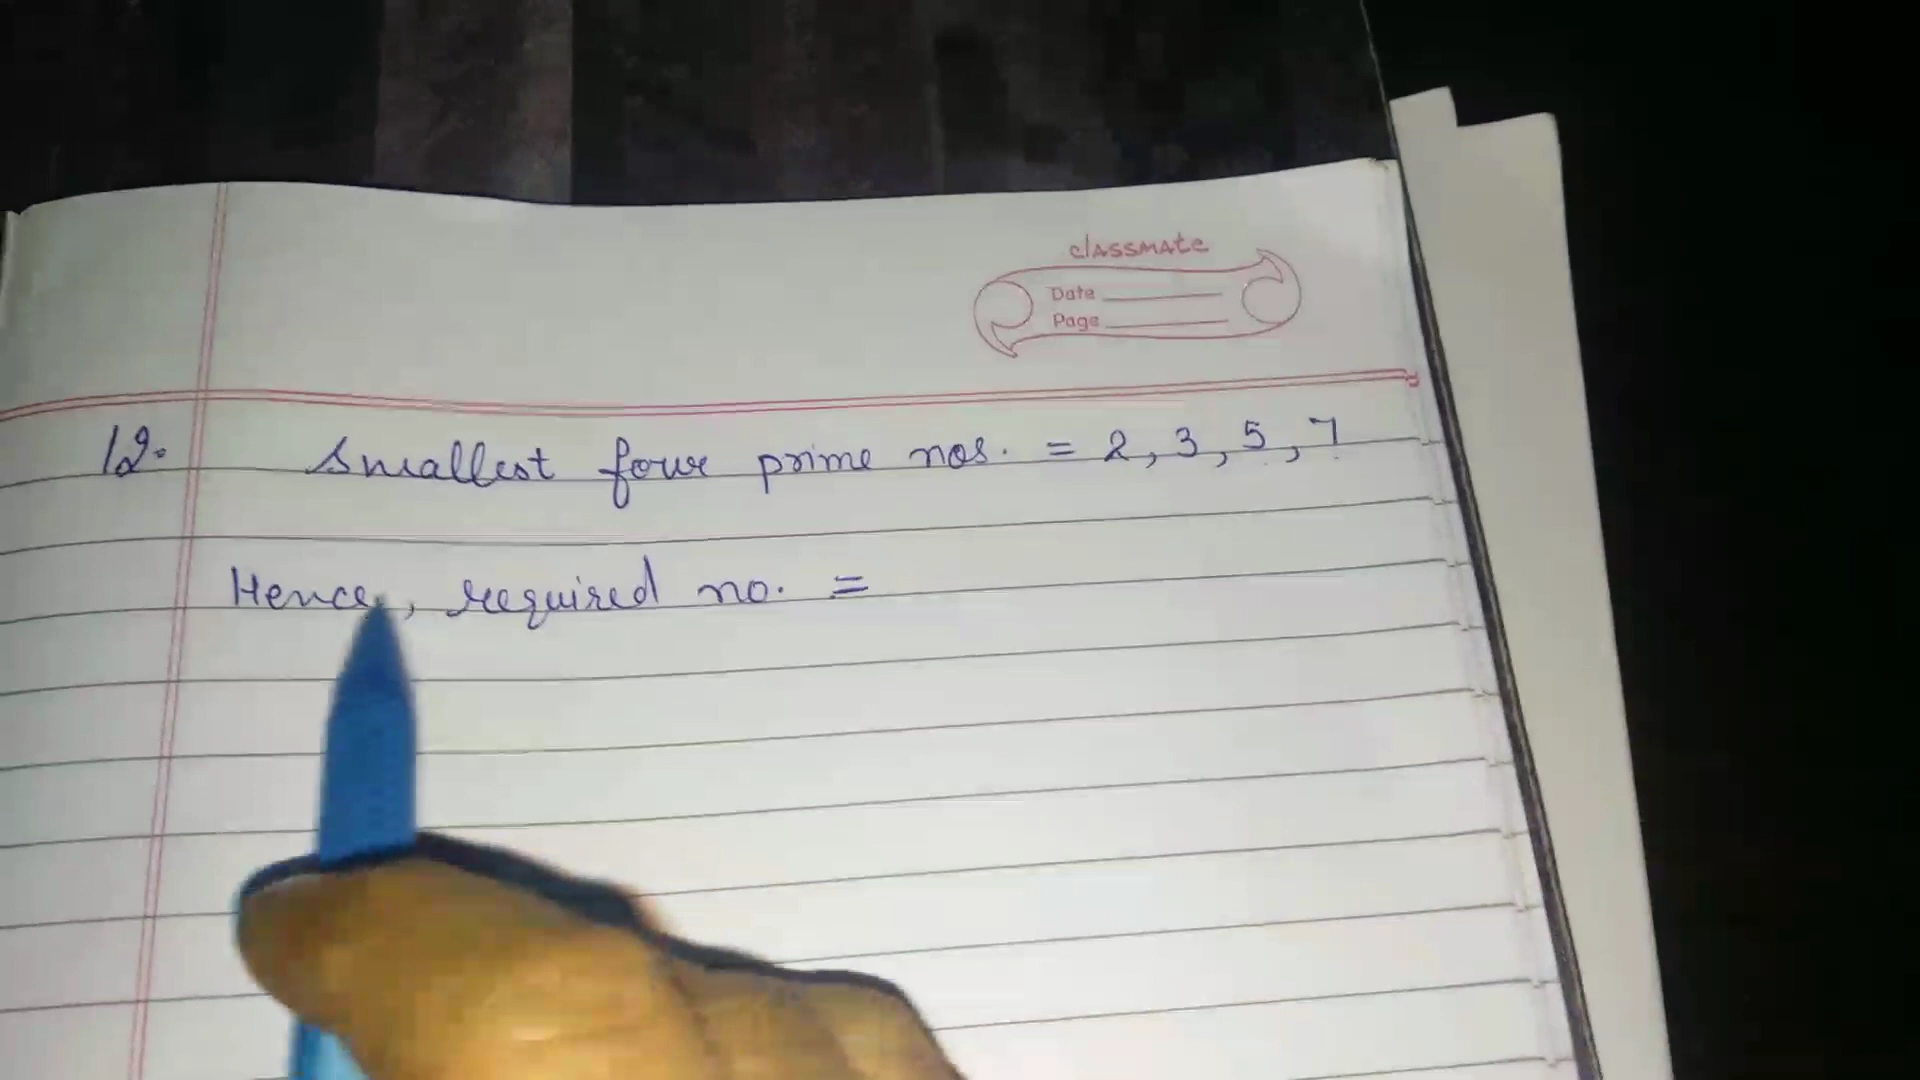 classmate
Date
Page
12. Smallest four prime nos. = 2, 3, 5, 7
Hence, required no. =